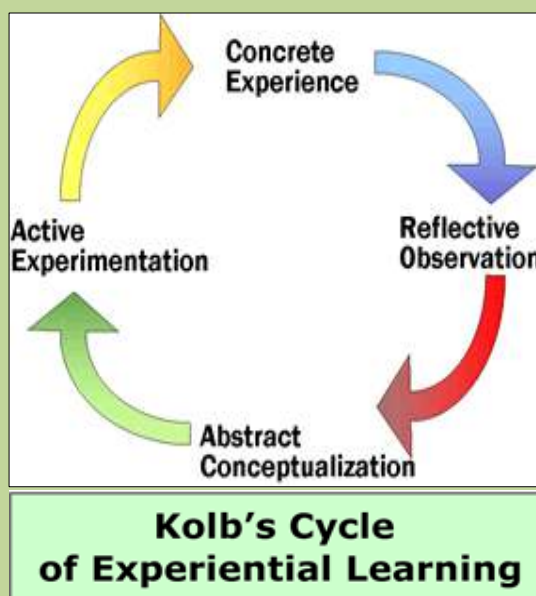 Concrete
Experience
Reflective
Observation
Abstract
Conceptualization
Active
Experimentation
Kolb's Cycle
of Experiential Learning